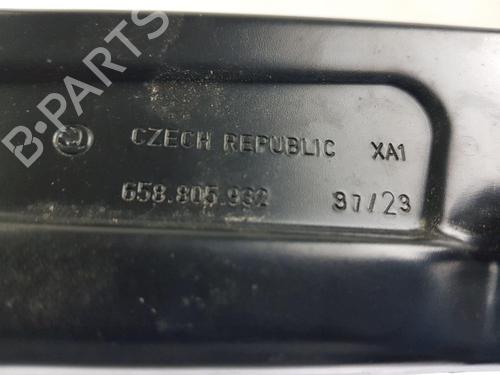 B-PARTS
CZECH REPUBLIC XA1
658.805.932 37/23